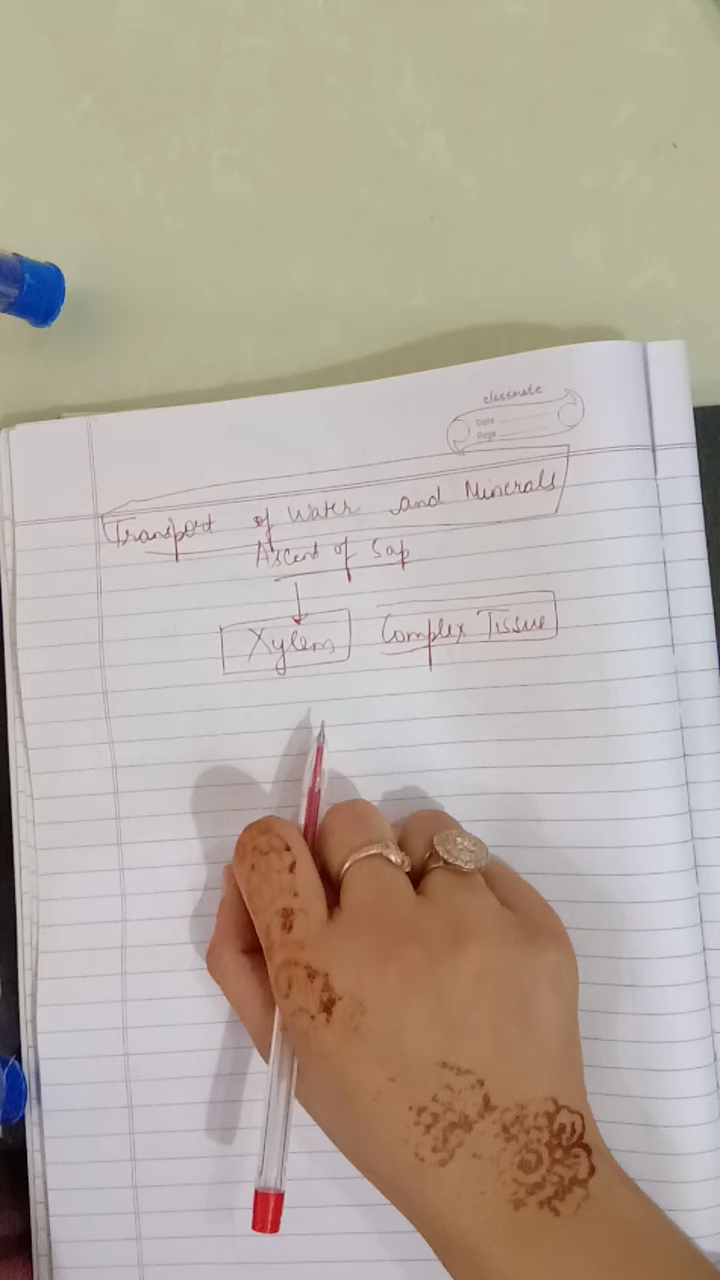 classmate
Date
Page
Transport of Water and Minerals
Ascent of Sap
Xylem Complex Tissue